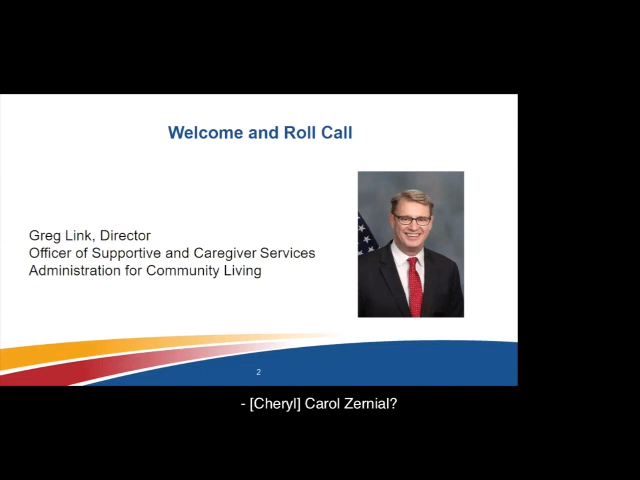 Welcome and Roll Call
Greg Link, Director
Officer of Supportive and Caregiver Services
Administration for Community Living
2
- [Cheryl] Carol Zernial?